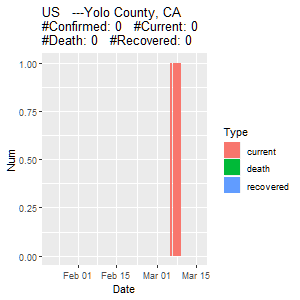 US   ---Yolo County, CA
#Confirmed: 0   #Current: 0
#Death: 0   #Recovered: 0
1.00
0.75
0.50
0.25
0.00
Num
Feb 01
Feb 15
Mar 01
Mar 15
Date
Type
current
death
recovered